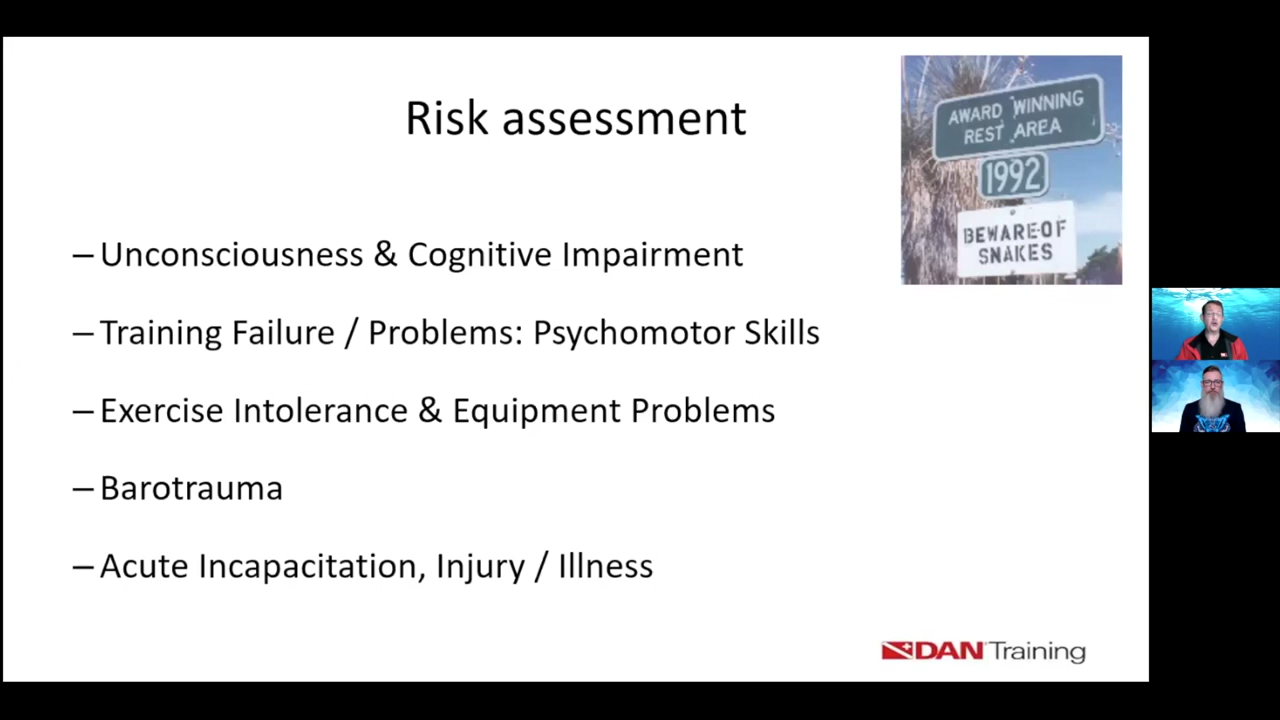 Risk assessment
AWARD WINNING
REST AREA
1992
BEWARE OF
SNAKES
– Unconsciousness & Cognitive Impairment
– Training Failure / Problems: Psychomotor Skills
– Exercise Intolerance & Equipment Problems
– Barotrauma
– Acute Incapacitation, Injury / Illness
DAN Training